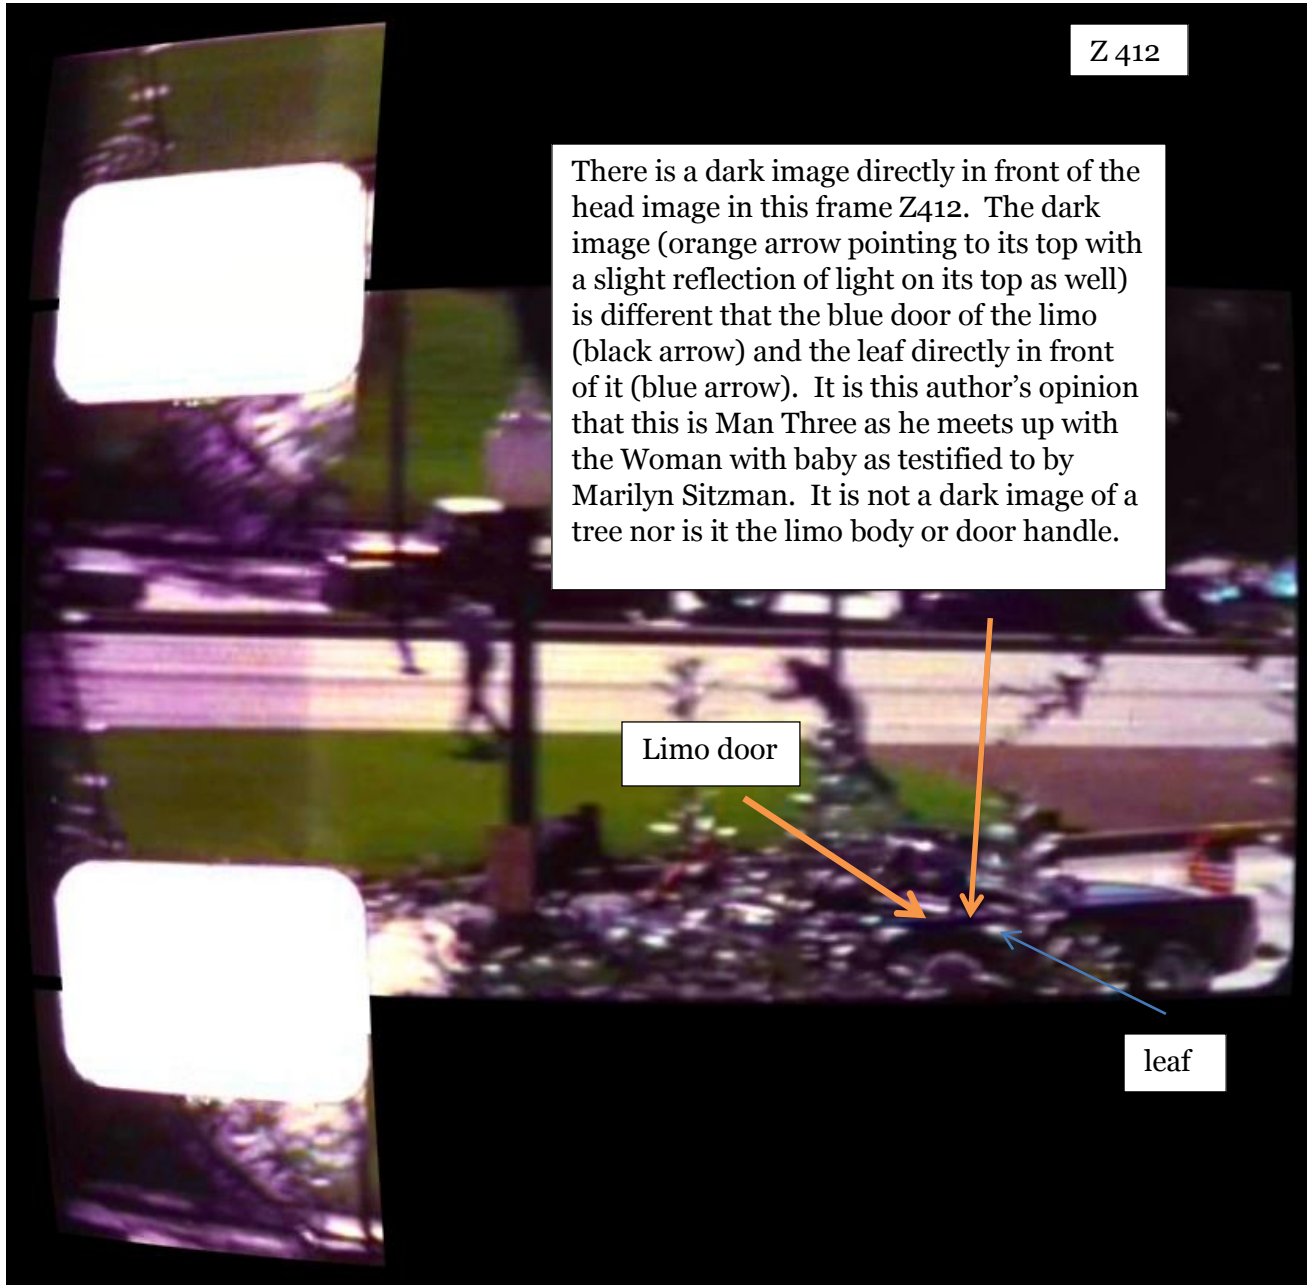 Z 412
There is a dark image directly in front of the
head image in this frame Z412.  The dark
image (orange arrow pointing to its top with
a slight reflection of light on its top as well)
is different that the blue door of the limo
(black arrow) and the leaf directly in front
of it (blue arrow).  It is this author’s opinion
that this is Man Three as he meets up with
the Woman with baby as testified to by
Marilyn Sitzman.  It is not a dark image of a
tree nor is it the limo body or door handle.
Limo door
leaf